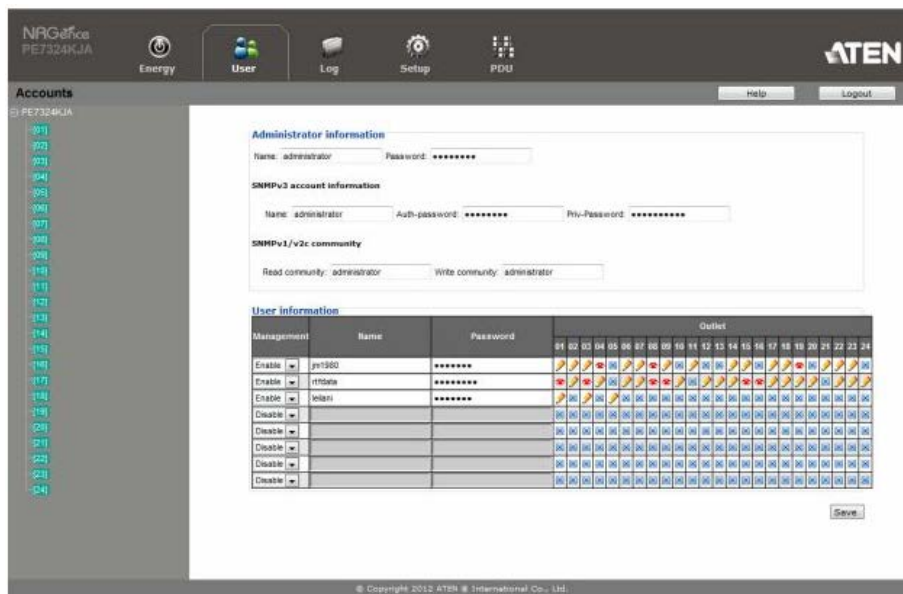 NRGence
PE7324KJA
Energy
User
Log
Setup
PDU
ATEN
Accounts
Help
Logout
PE7324KJA
[01]
[02]
[03]
[04]
[05]
[06]
[07]
[08]
[09]
[10]
[11]
[12]
[13]
[14]
[15]
[16]
[17]
[18]
[19]
[20]
[21]
[22]
[23]
[24]
Administrator information
Name: administrator Password: ●●●●●●●●
SNMPv3 account information
Name: administrator Auth-password: ●●●●●●●● Priv-Password: ●●●●●●●●●●
SNMPv1/v2c community
Read community: administrator Write community: administrator
User information
Management Name Password Outlet
01 02 03 04 05 06 07 08 09 10 11 12 13 14 15 16 17 18 19 20 21 22 23 24
Enable jm1980 ●●●●●●●
Enable rtfdata ●●●●●●●●
Enable leilani ●●●●●●●
Disable
Disable
Disable
Disable
Disable
Save
© Copyright 2012 ATEN ® International Co., Ltd.